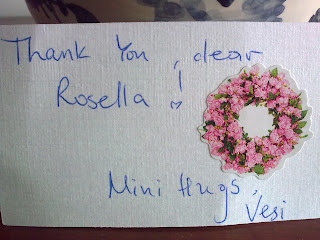 Thank You, dear
Rosella!
Mini Hugs,
Vesi